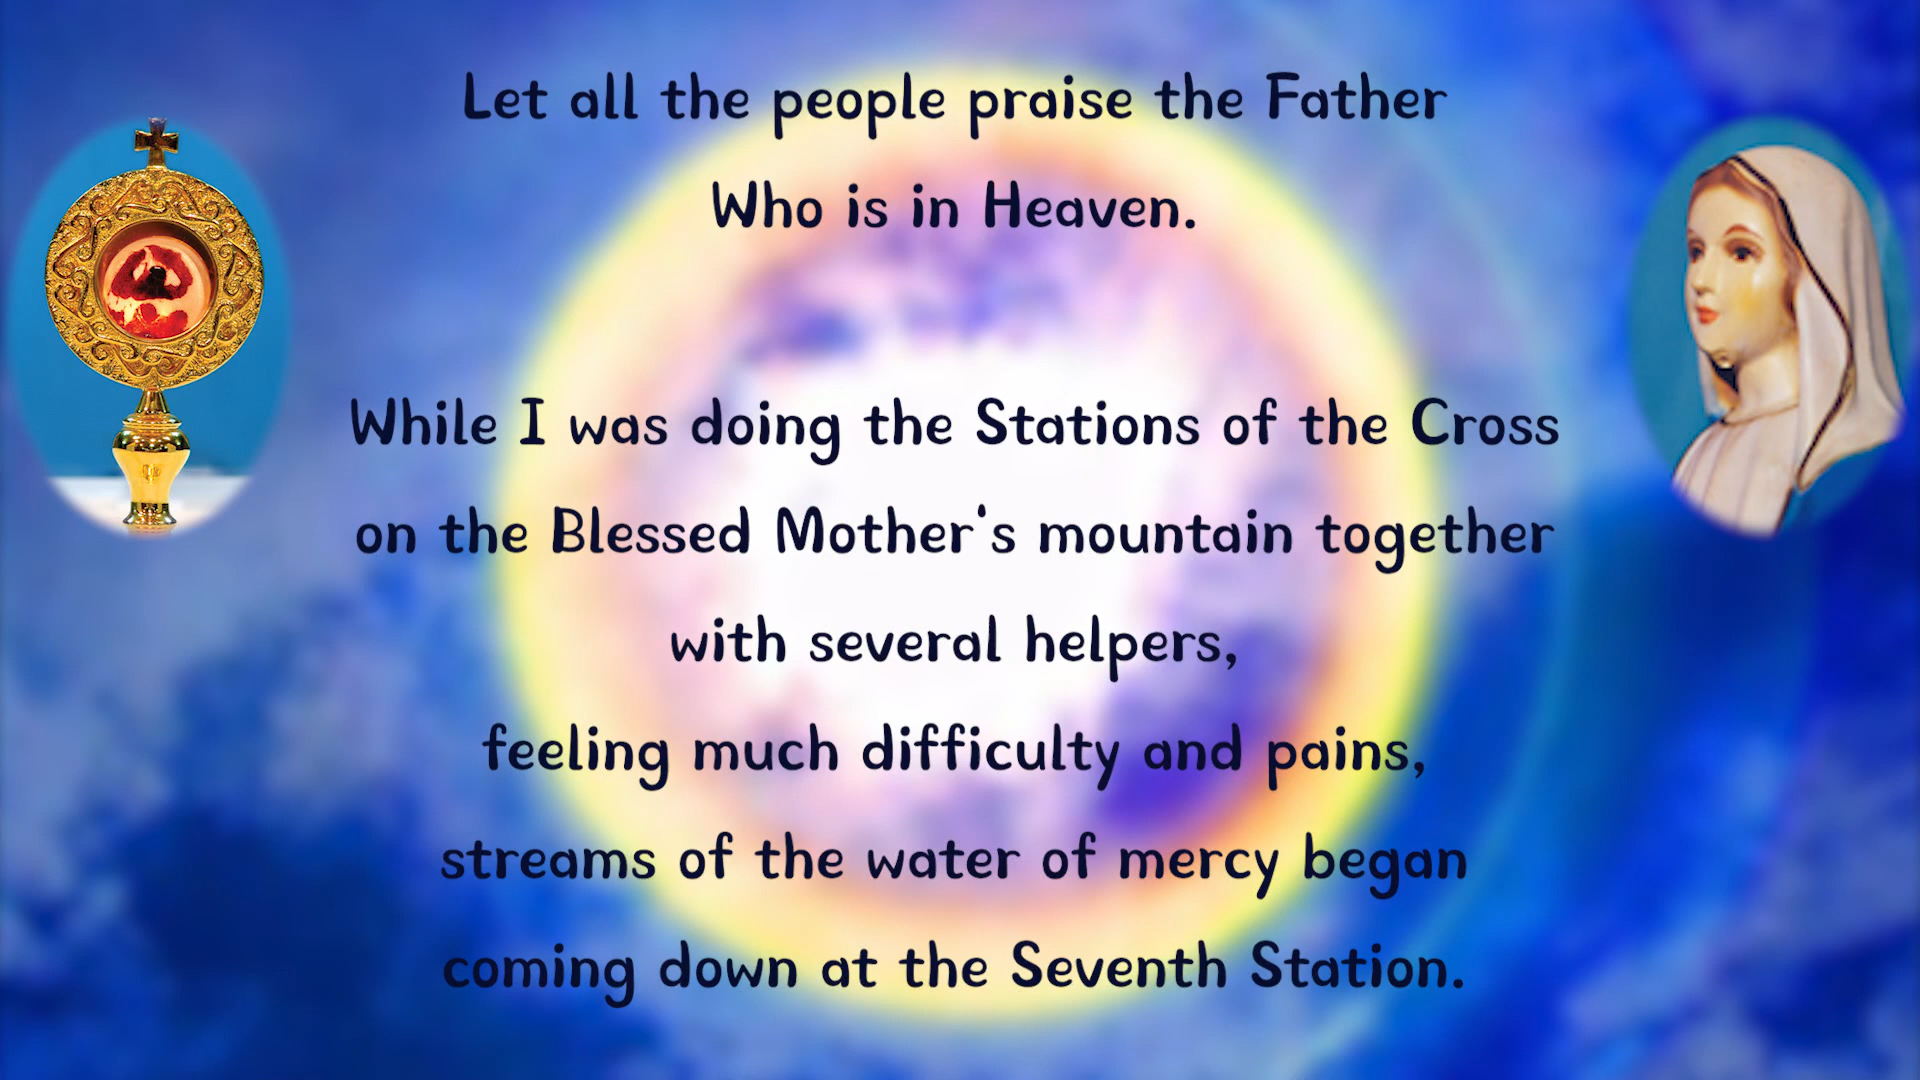 Let all the people praise the Father
Who is in Heaven.
While I was doing the Stations of the Cross
on the Blessed Mother's mountain together
with several helpers,
feeling much difficulty and pains,
streams of the water of mercy began
coming down at the Seventh Station.